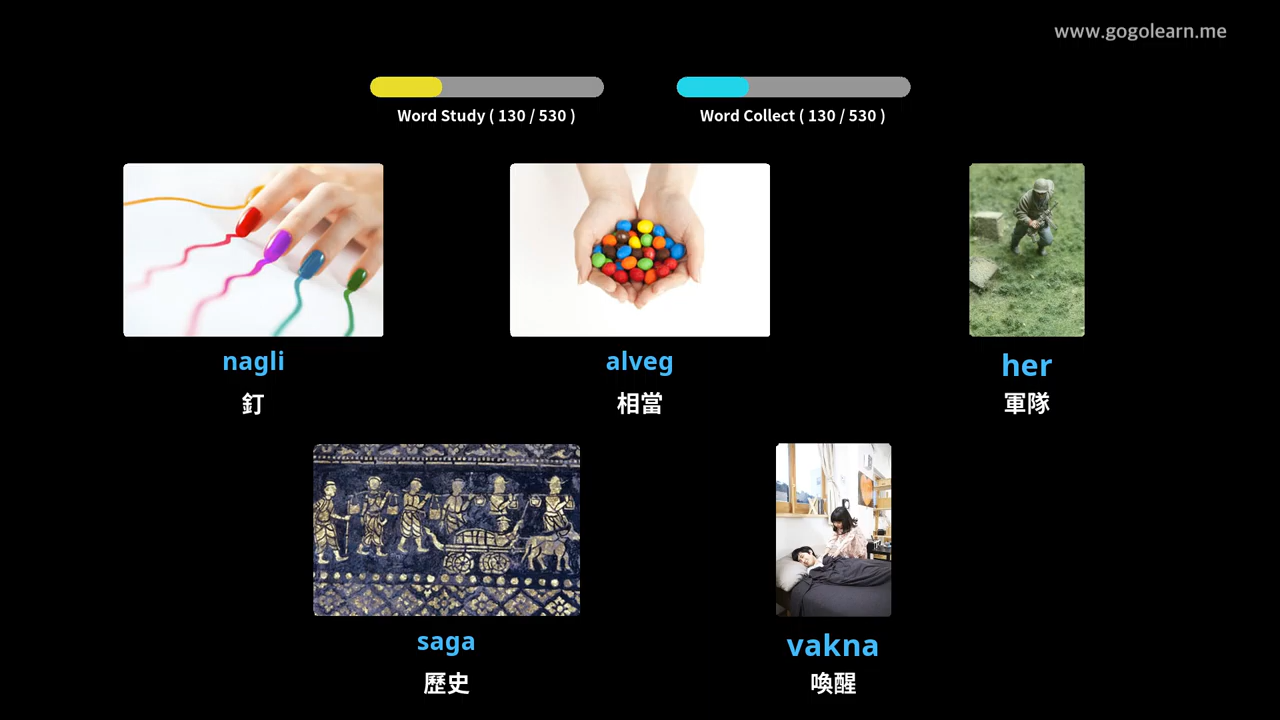 www.gogolearn.me
Word Study ( 130 / 530 )
Word Collect ( 130 / 530 )
nagli
釘
alveg
相當
her
軍隊
saga
歷史
vakna
喚醒